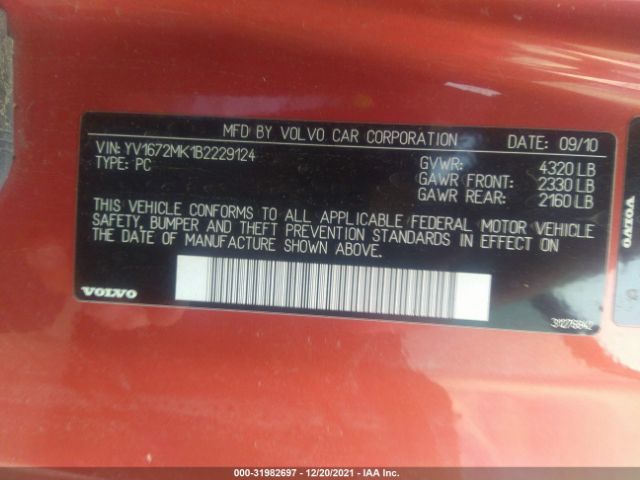 MFD BY VOLVO CAR CORPORATION DATE: 09/10
VIN: YV1672MK1B2229124
TYPE: PC
GVWR: 4320 LB
GAWR FRONT: 2330 LB
GAWR REAR: 2160 LB
THIS VEHICLE CONFORMS TO ALL APPLICABLE FEDERAL MOTOR VEHICLE
SAFETY, BUMPER AND THEFT PREVENTION STANDARDS IN EFFECT ON
THE DATE OF MANUFACTURE SHOWN ABOVE.
VOLVO
VOLVO
000-31982697 - 12/20/2021 - IAA Inc.